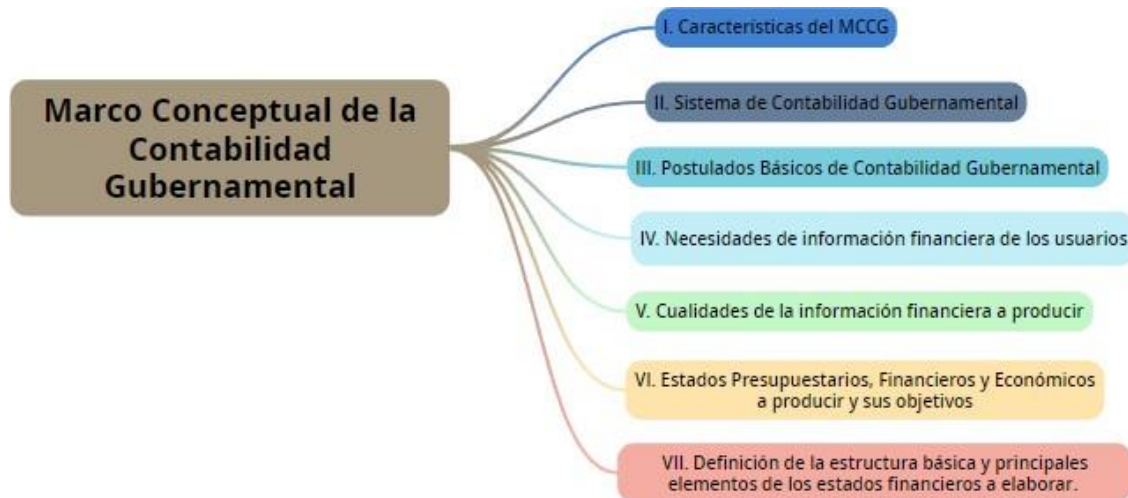 Marco Conceptual de la
Contabilidad
Gubernamental
I. Características del MCCG
II. Sistema de Contabilidad Gubernamental
III. Postulados Básicos de Contabilidad Gubernamental
IV. Necesidades de información financiera de los usuarios
V. Cualidades de la información financiera a producir
VI. Estados Presupuestarios, Financieros y Económicos
a producir y sus objetivos
VII. Definición de la estructura básica y principales
elementos de los estados financieros a elaborar.